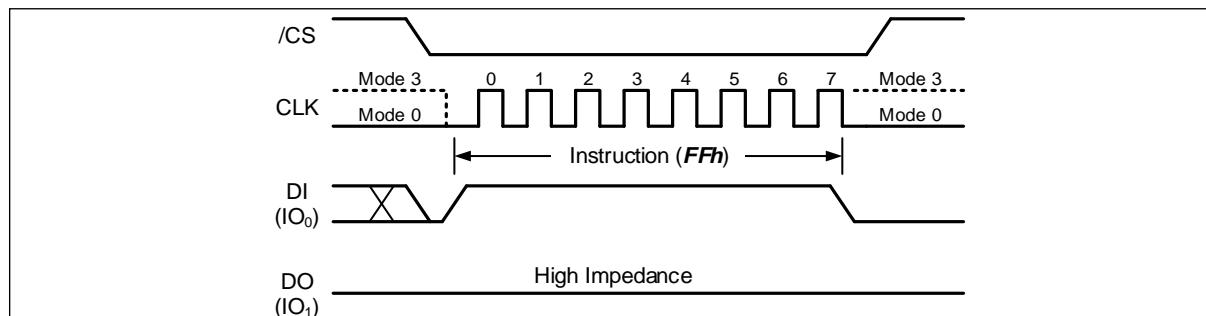 /CS
Mode 3 0 1 2 3 4 5 6 7 Mode 3
CLK
Mode 0 Mode 0
Instruction (FFh)
DI
(IO0)
High Impedance
DO
(IO1)